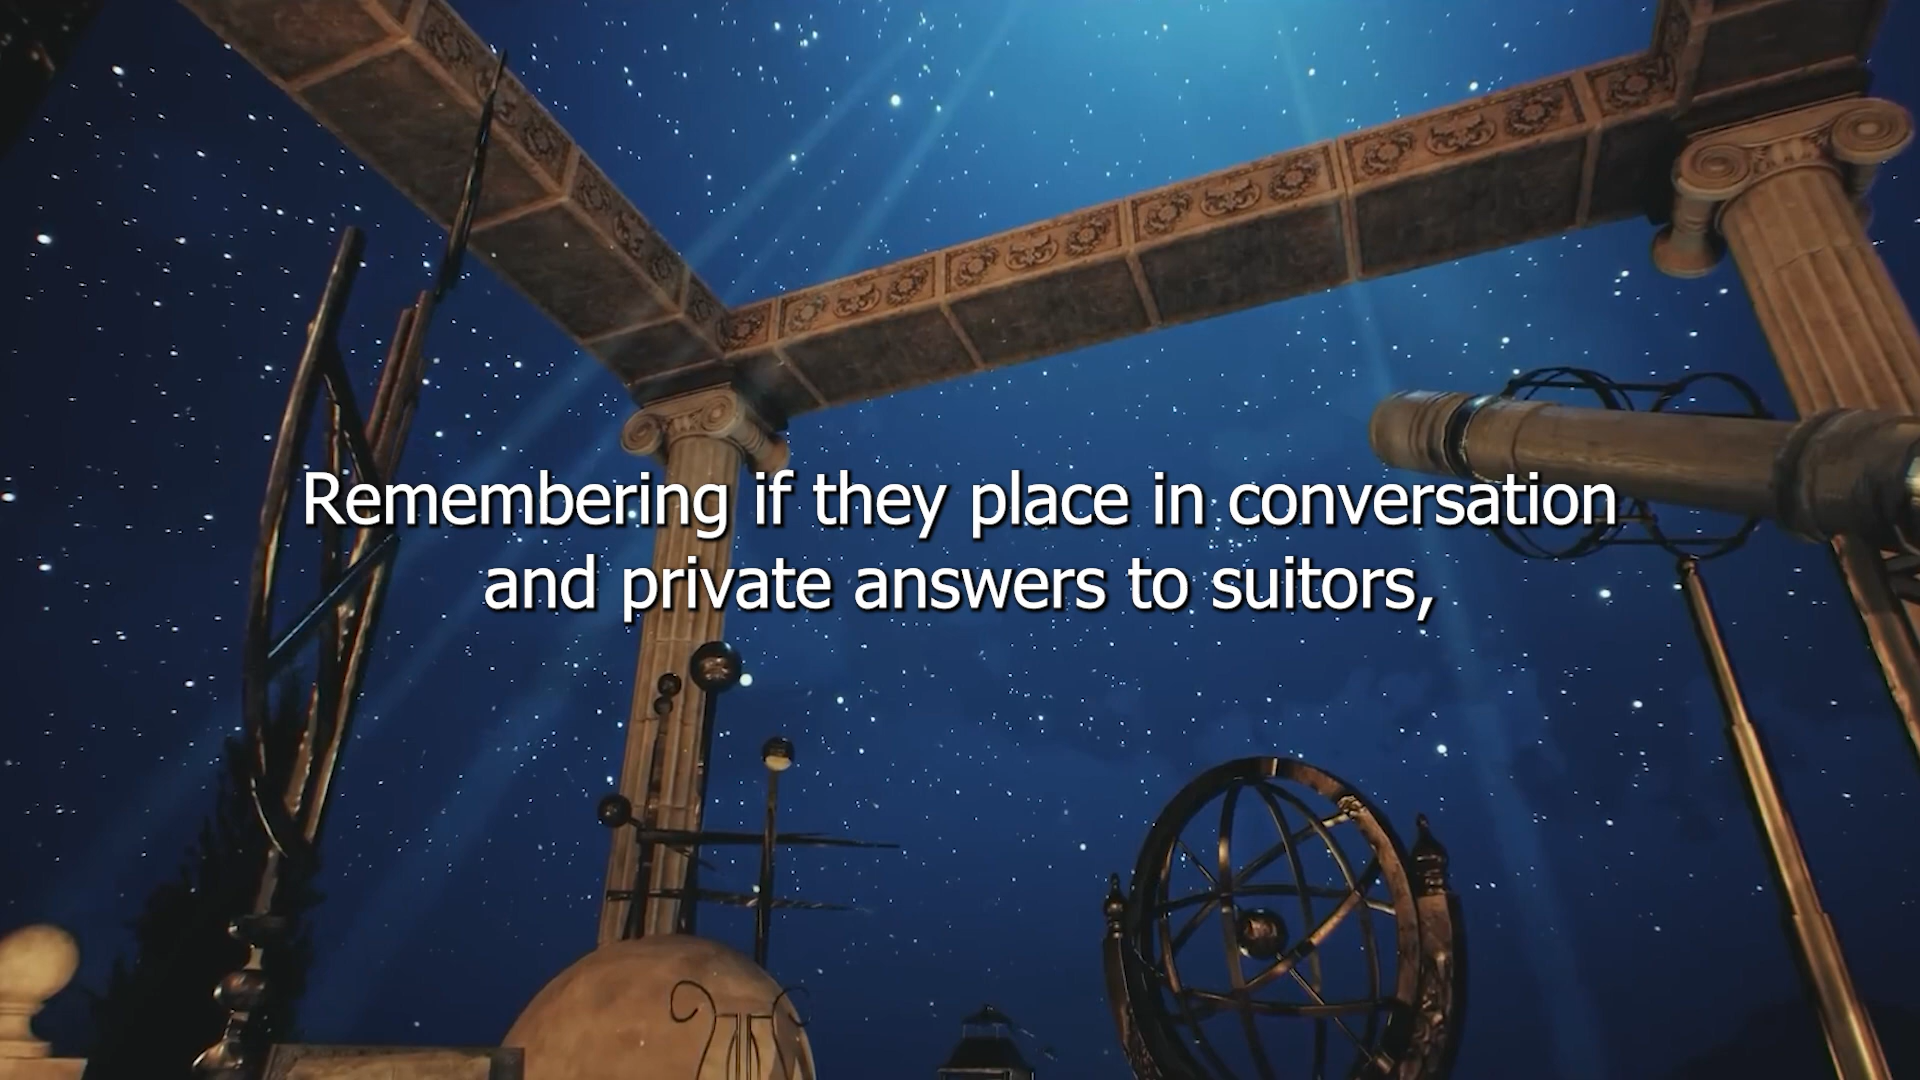 Remembering if they place in conversation
and private answers to suitors,